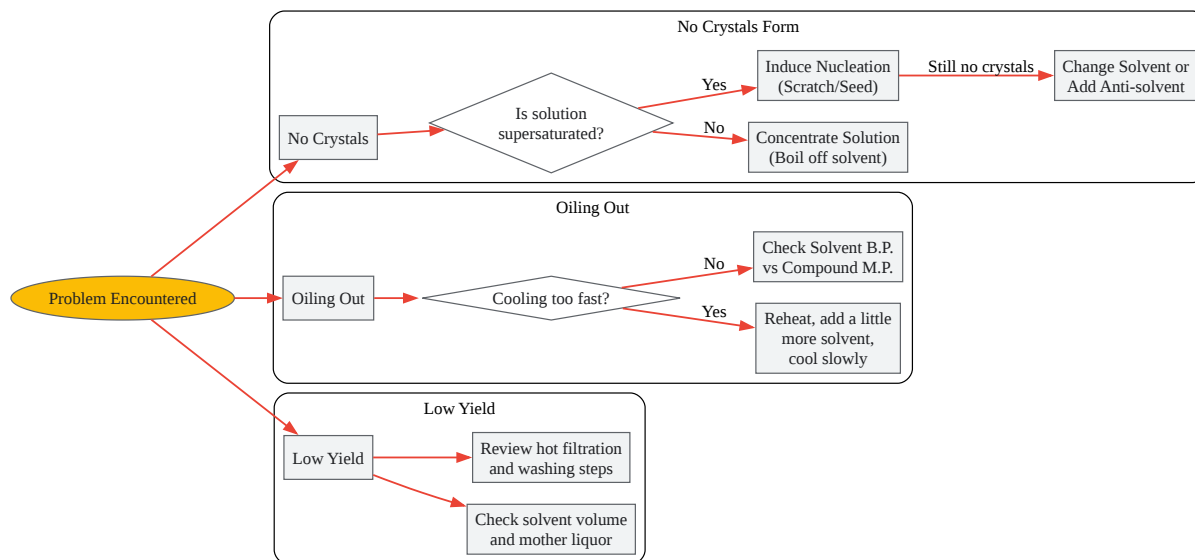 No Crystals Form
No Crystals
Is solution
supersaturated?
Yes
Induce Nucleation
(Scratch/Seed)
Still no crystals
Change Solvent or
Add Anti-solvent
No
Concentrate Solution
(Boil off solvent)
Problem Encountered
Oiling Out
Oiling Out
Cooling too fast?
No
Check Solvent B.P.
vs Compound M.P.
Yes
Reheat, add a little
more solvent,
cool slowly
Low Yield
Low Yield
Review hot filtration
and washing steps
Check solvent volume
and mother liquor